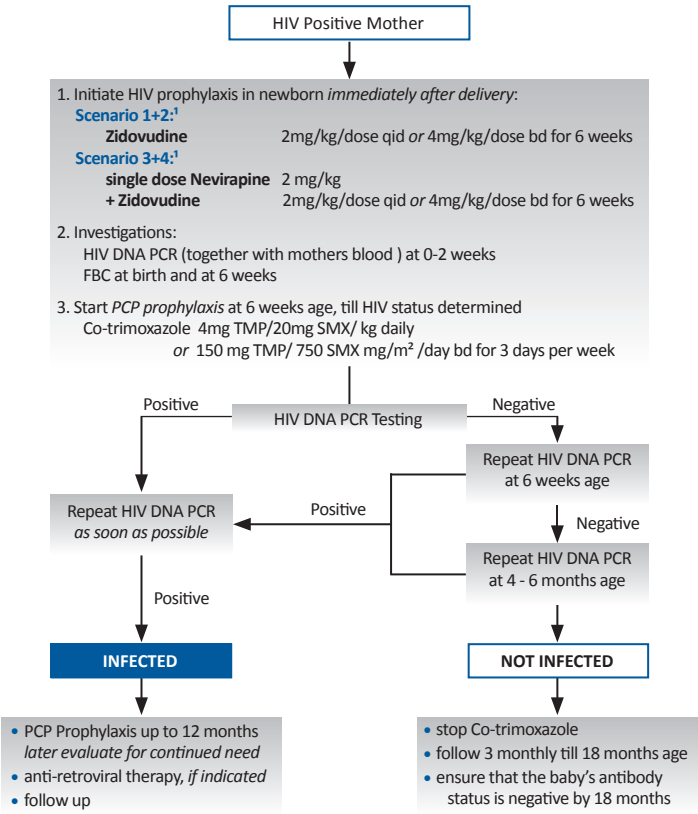 HIV Positive Mother
1. Initiate HIV prophylaxis in newborn immediately after delivery:
Scenario 1+2:¹
Zidovudine 2mg/kg/dose qid or 4mg/kg/dose bd for 6 weeks
Scenario 3+4:¹
single dose Nevirapine 2 mg/kg
+ Zidovudine 2mg/kg/dose qid or 4mg/kg/dose bd for 6 weeks
2. Investigations:
HIV DNA PCR (together with mothers blood ) at 0-2 weeks
FBC at birth and at 6 weeks
3. Start PCP prophylaxis at 6 weeks age, till HIV status determined
Co-trimoxazole 4mg TMP/20mg SMX/ kg daily
or 150 mg TMP/ 750 SMX mg/m² /day bd for 3 days per week
Positive
HIV DNA PCR Testing
Negative
Repeat HIV DNA PCR
at 6 weeks age
Repeat HIV DNA PCR
as soon as possible
Positive
Negative
Repeat HIV DNA PCR
at 4 - 6 months age
Positive
INFECTED
NOT INFECTED
• PCP Prophylaxis up to 12 months
later evaluate for continued need
• anti-retroviral therapy, if indicated
• follow up
• stop Co-trimoxazole
• follow 3 monthly till 18 months age
• ensure that the baby's antibody
status is negative by 18 months